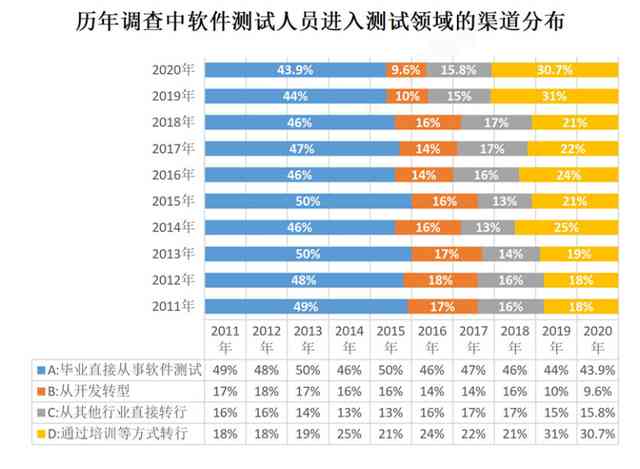 历年调查中软件测试人员进入测试领域的渠道分布
2020年 43.9% 9.6% 15.8% 30.7%
2019年 44% 10% 15% 31%
2018年 46% 16% 17% 21%
2017年 47% 14% 17% 22%
2016年 46% 14% 16% 24%
2015年 50% 16% 13% 21%
2014年 46% 16% 13% 25%
2013年 50% 17% 14% 19%
2012年 48% 18% 16% 18%
2011年 49% 17% 16% 18%
2011年 2012年 2013年 2014年 2015年 2016年 2017年 2018年 2019年 2020年
A:毕业直接从事软件测试 49% 48% 50% 46% 50% 46% 47% 46% 44% 43.9%
B:从开发转型 17% 18% 17% 16% 16% 14% 14% 16% 10% 9.6%
C:从其他行业直接转行 16% 16% 14% 13% 13% 16% 17% 17% 15% 15.8%
D:通过培训等方式转行 18% 18% 19% 25% 21% 24% 22% 21% 31% 30.7%